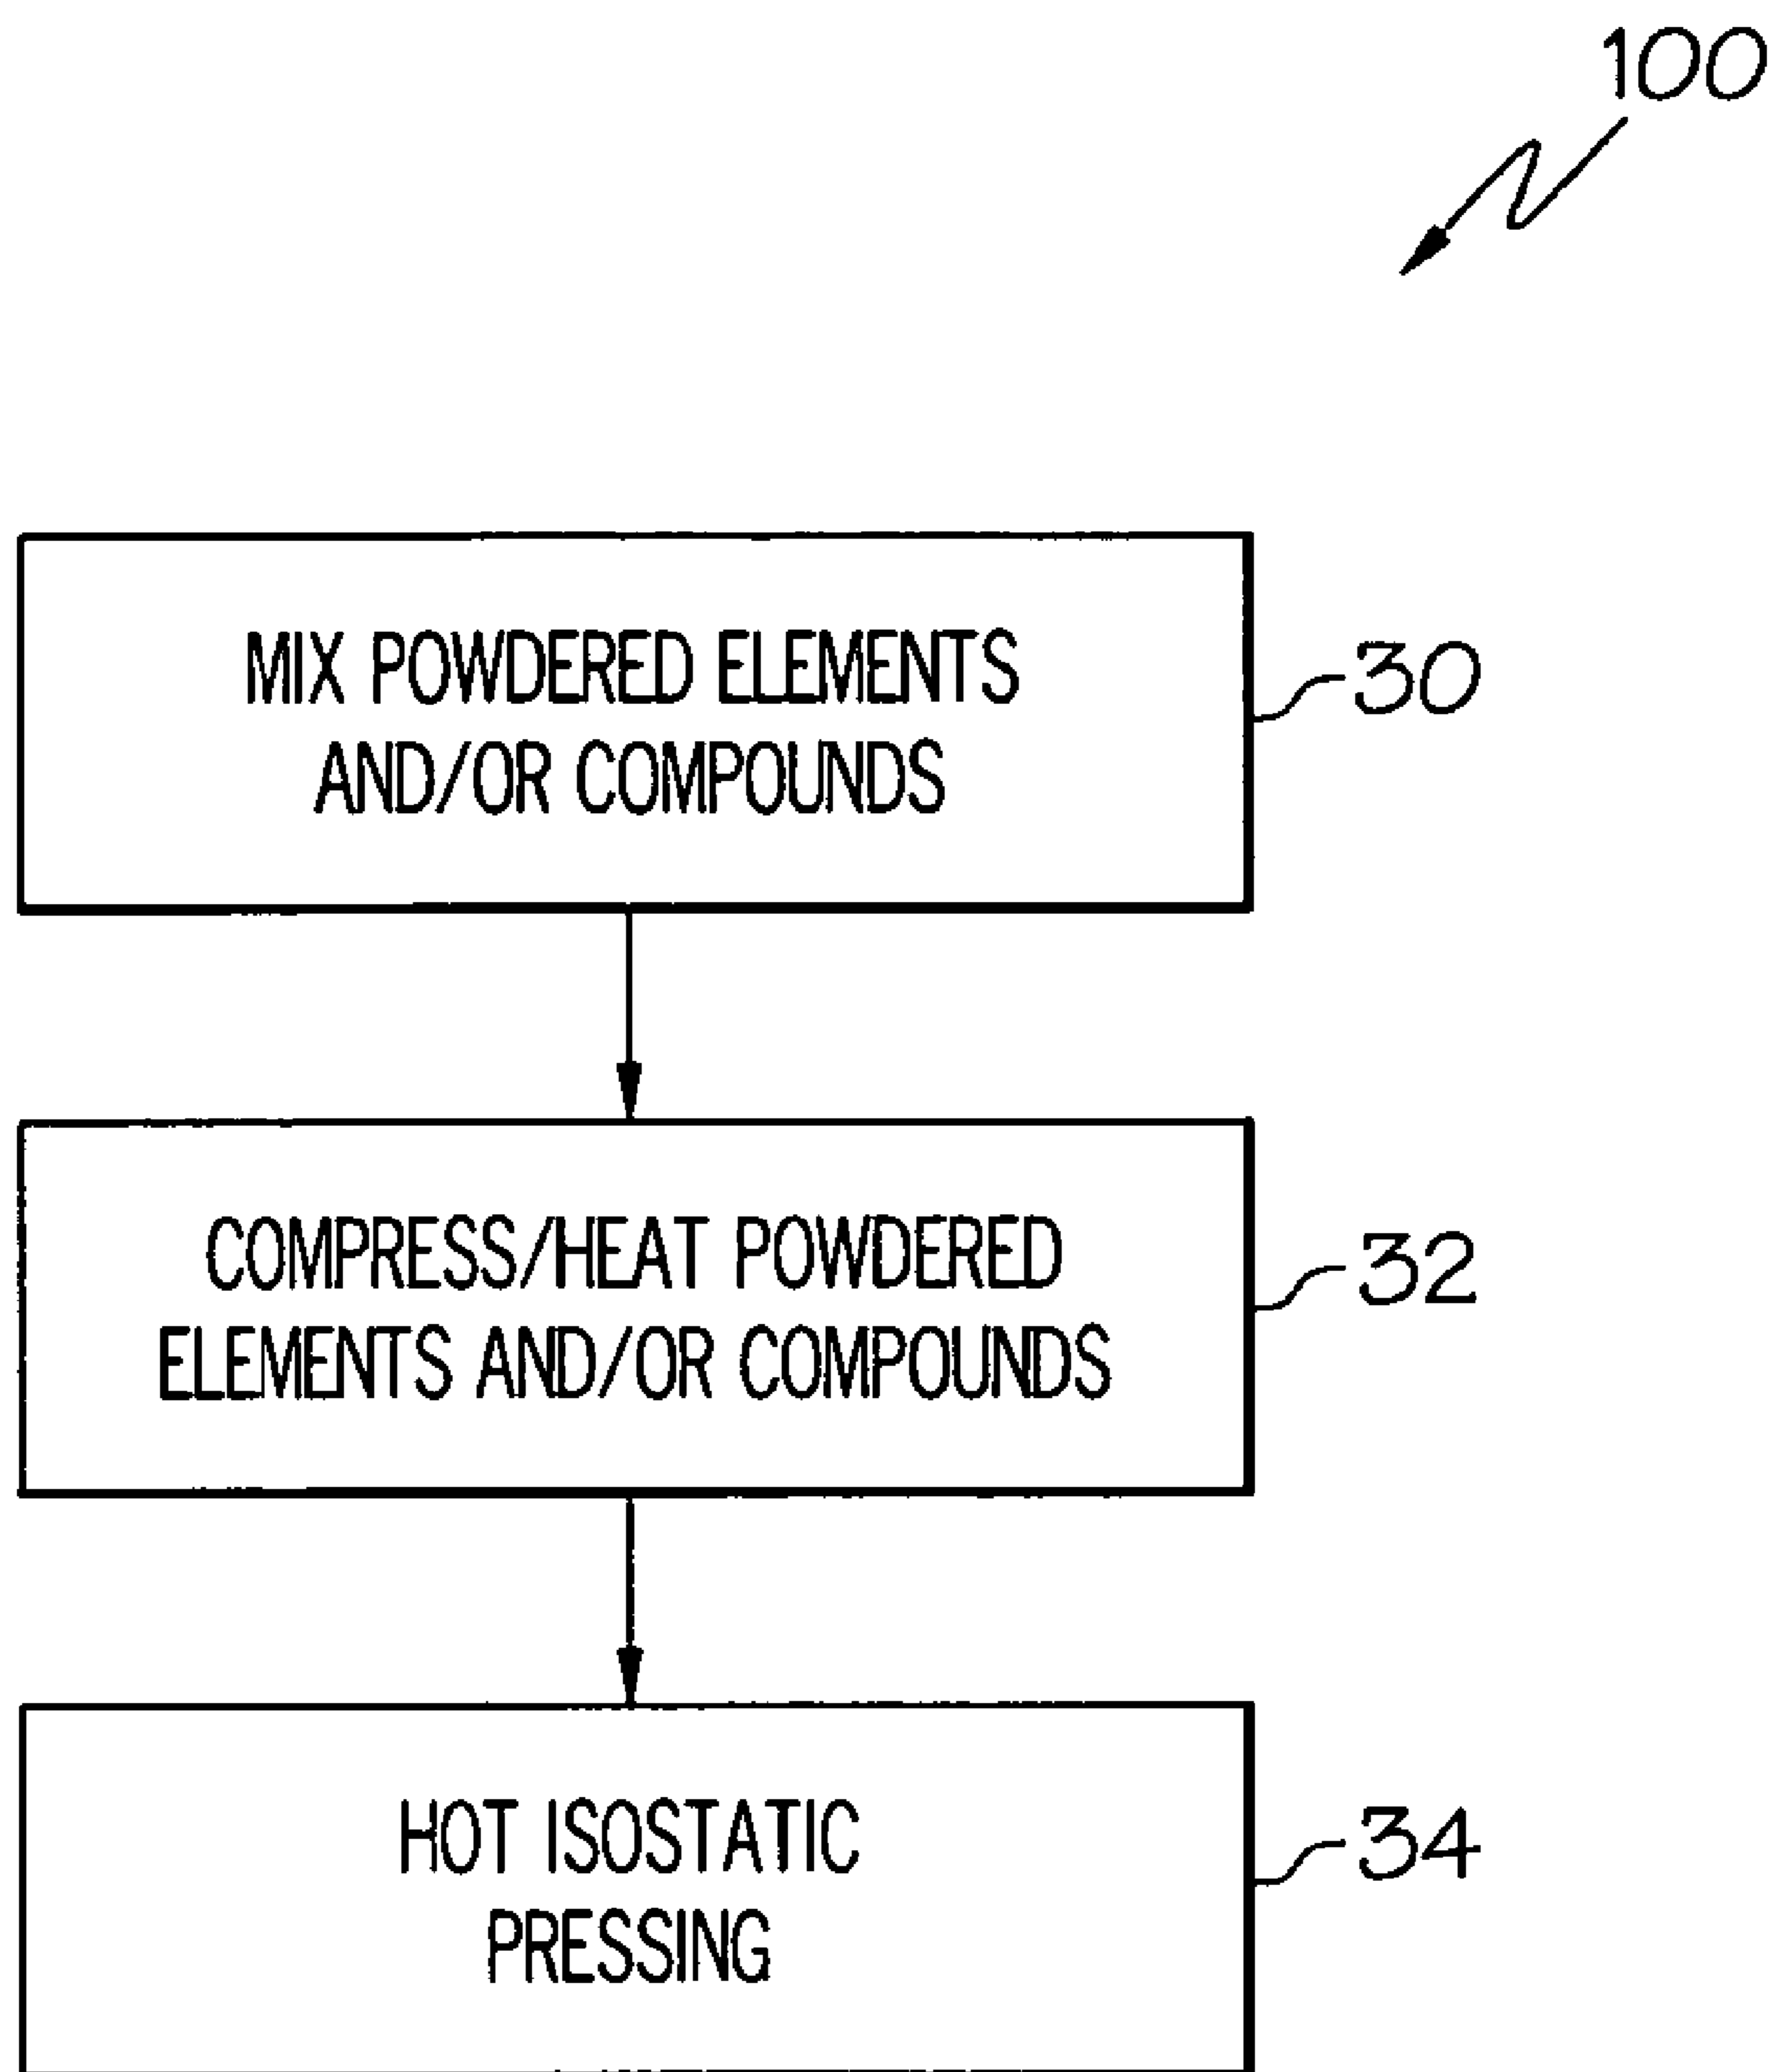 100
MIX POWDERED ELEMENTS
AND/OR COMPOUNDS
30
COMPRESS/HEAT POWDERED
ELEMENTS AND/OR COMPOUNDS
32
HOT ISOSTATIC
PRESSING
34